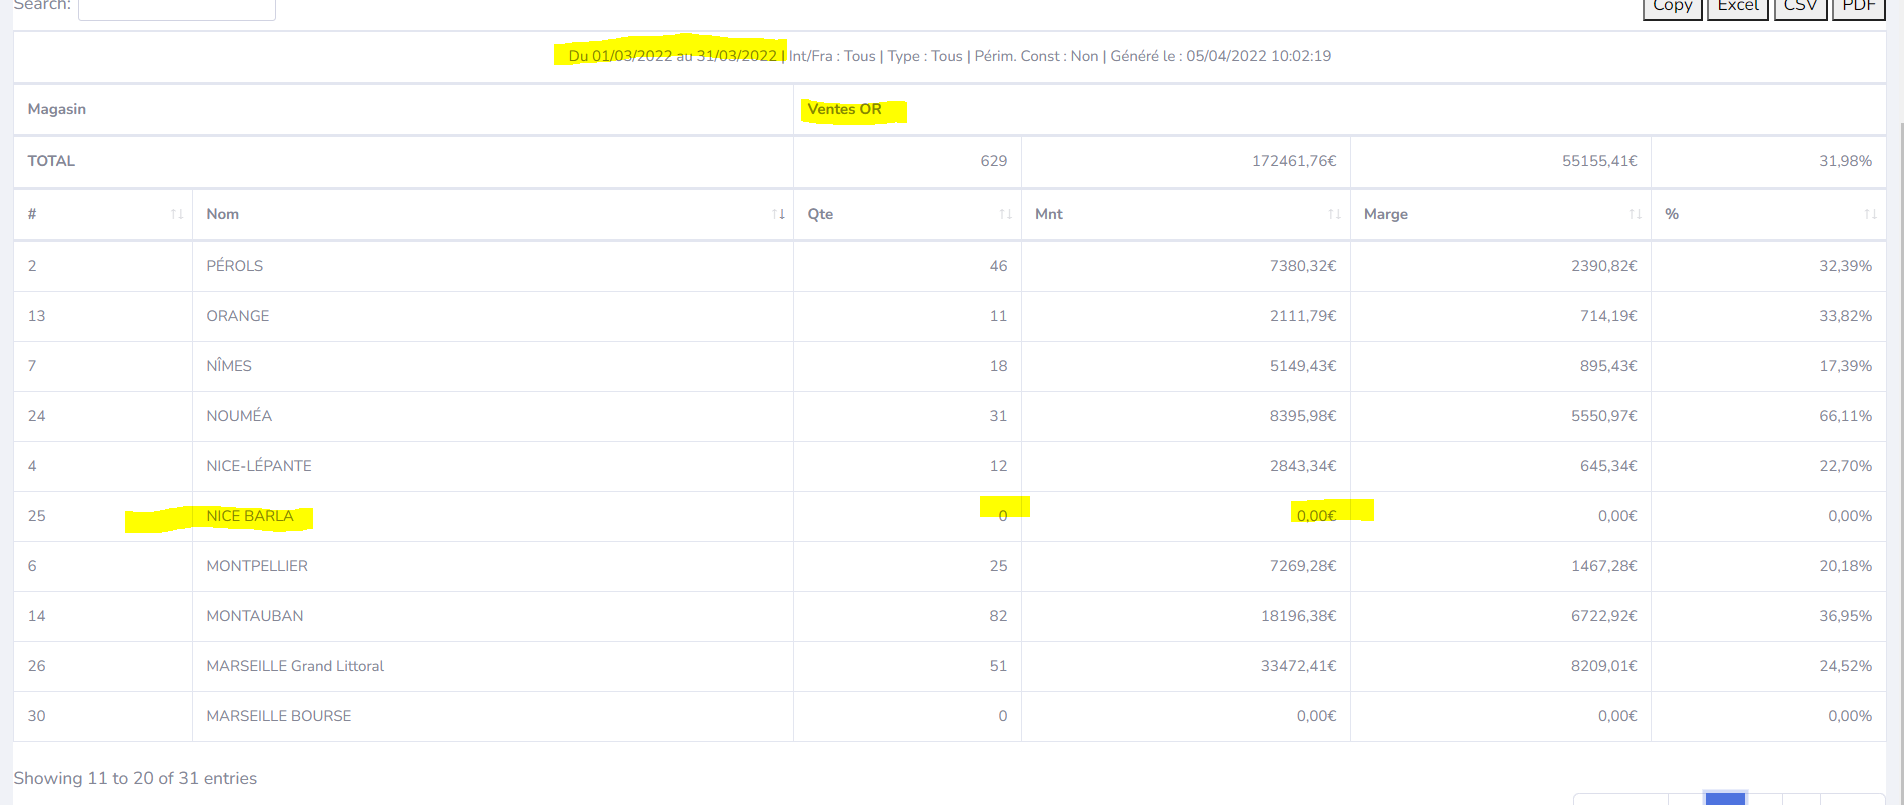 Search:
Copy Excel CSV PDF
Du 01/03/2022 au 31/03/2022 | Int/Fra : Tous | Type : Tous | Périm. Const : Non | Généré le : 05/04/2022 10:02:19
Magasin Ventes OR
TOTAL 629 172461,76€ 55155,41€ 31,98%
# Nom Qte Mnt Marge %
2 PÉROLS 46 7380,32€ 2390,82€ 32,39%
13 ORANGE 11 2111,79€ 714,19€ 33,82%
7 NÎMES 18 5149,43€ 895,43€ 17,39%
24 NOUMÉA 31 8395,98€ 5550,97€ 66,11%
4 NICE-LÉPANTE 12 2843,34€ 645,34€ 22,70%
25 NICE BARLA 0 0,00€ 0,00€ 0,00%
6 MONTPELLIER 25 7269,28€ 1467,28€ 20,18%
14 MONTAUBAN 82 18196,38€ 6722,92€ 36,95%
26 MARSEILLE Grand Littoral 51 33472,41€ 8209,01€ 24,52%
30 MARSEILLE BOURSE 0 0,00€ 0,00€ 0,00%
Showing 11 to 20 of 31 entries